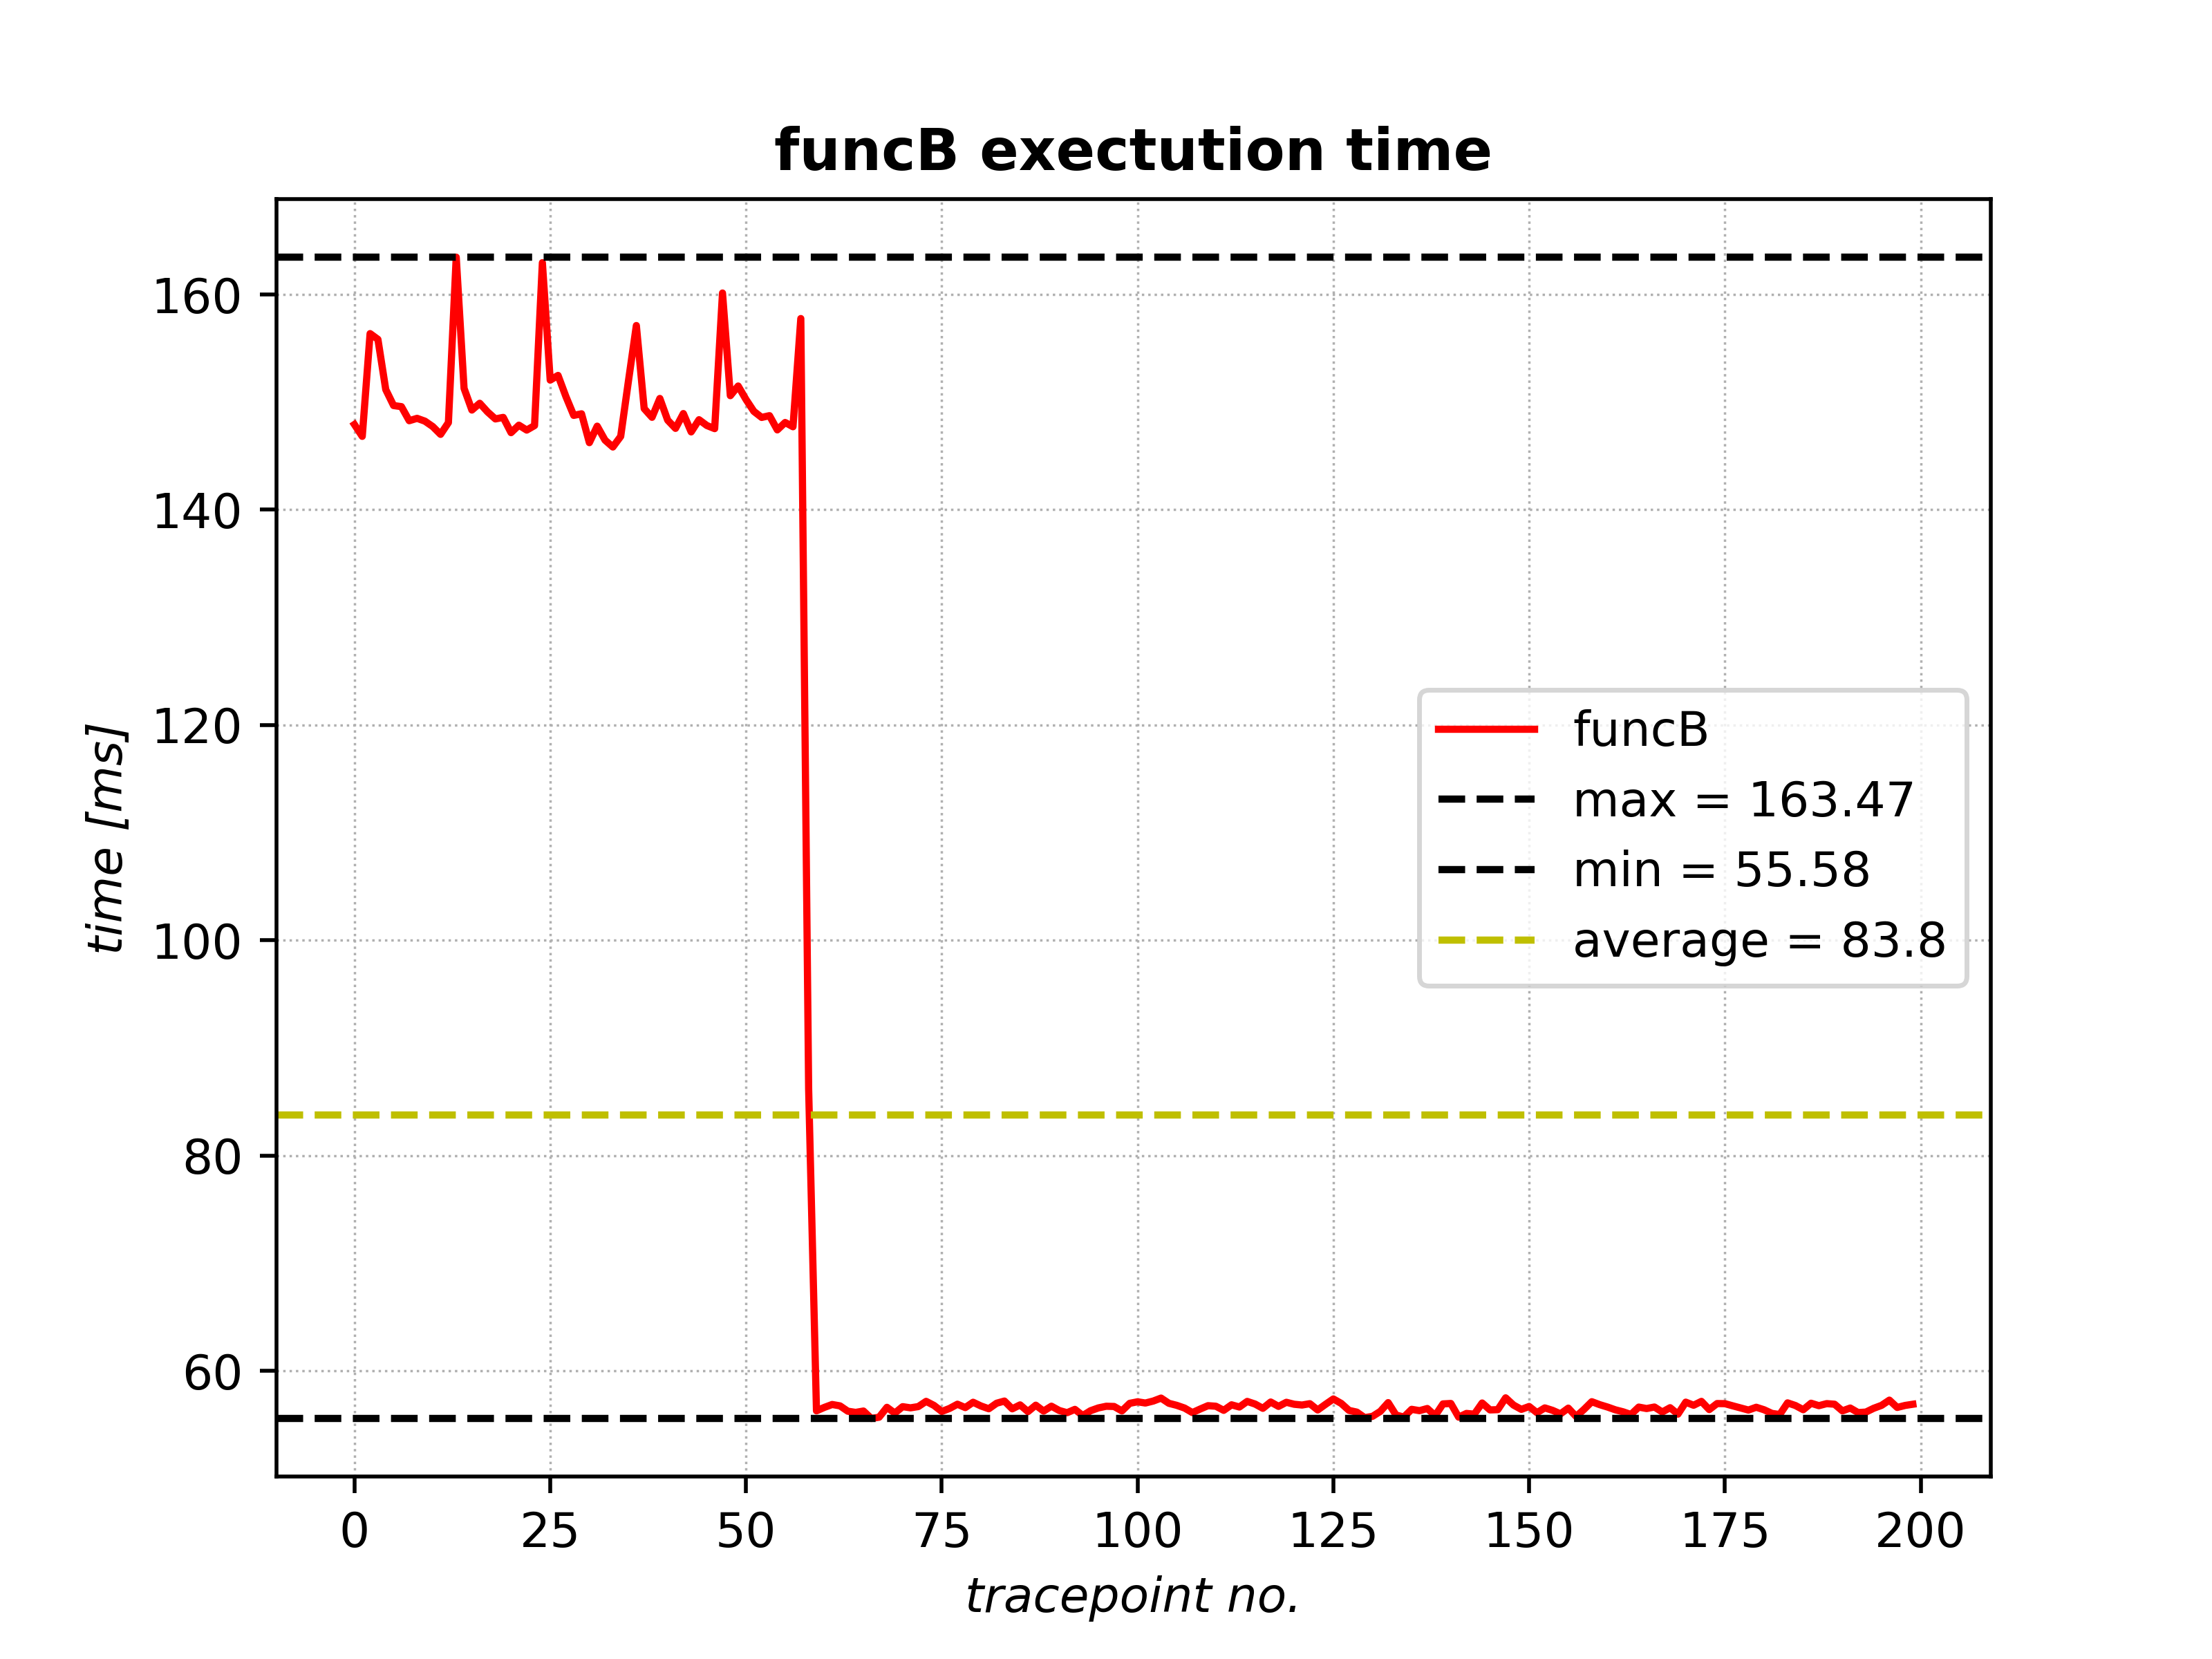 funcB exectution time
time [ms]
160
140
120
100
80
60
funcB
max = 163.47
min = 55.58
average = 83.8
0 25 50 75 100 125 150 175 200
tracepoint no.